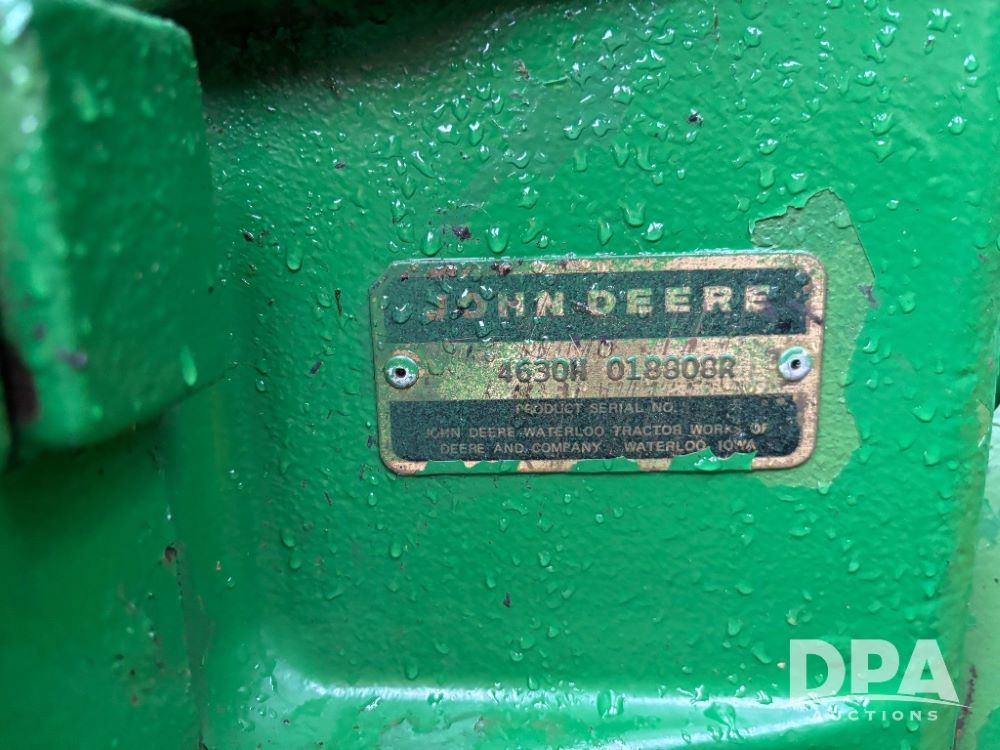 JOHN DEERE
4630H 018808R
PRODUCT SERIAL NO.
JOHN DEERE WATERLOO TRACTOR WORKS OF
DEERE AND COMPANY WATERLOO IOWA
DPA
AUCTIONS